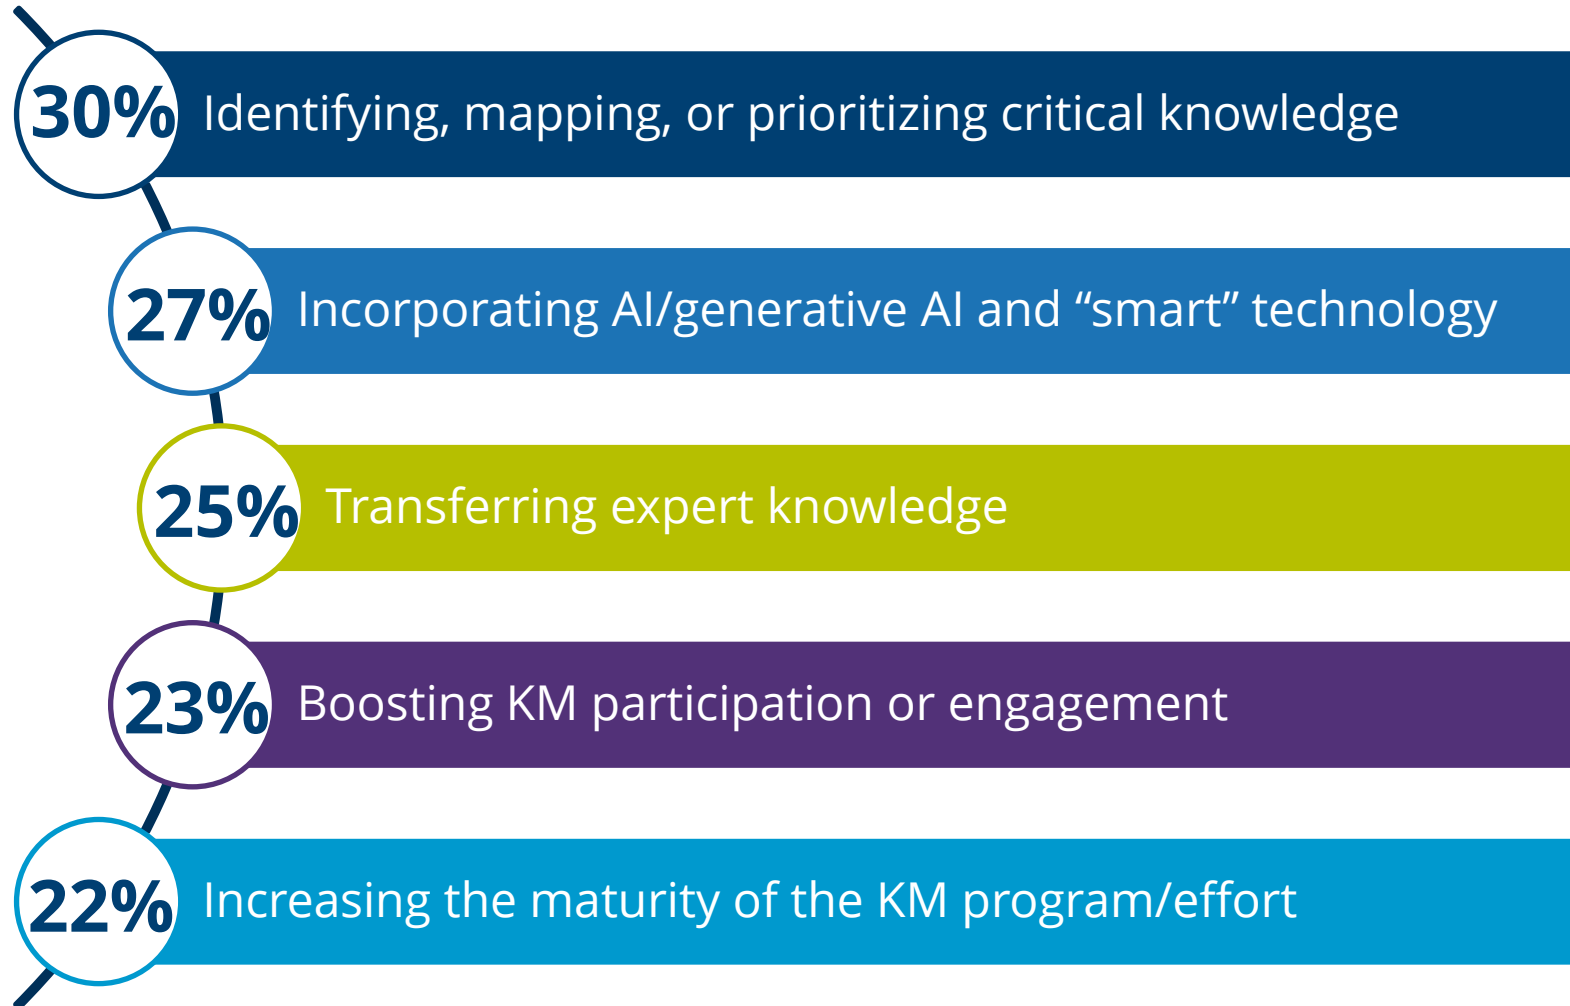 30% Identifying, mapping, or prioritizing critical knowledge
27% Incorporating AI/generative AI and “smart” technology
25% Transferring expert knowledge
23% Boosting KM participation or engagement
22% Increasing the maturity of the KM program/effort